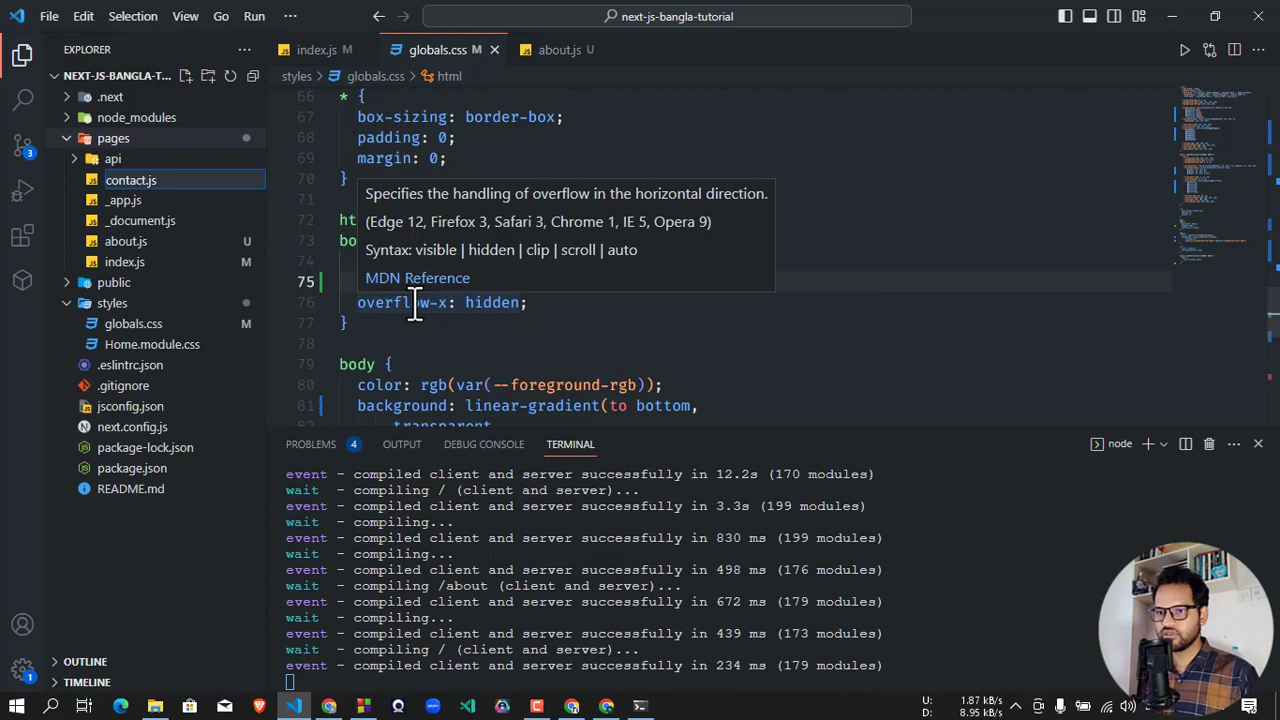 File Edit Selection View Go Run ···
next-js-bangla-tutorial
EXPLORER
index.js M
globals.css M
about.js U
NEXT-JS-BANGLA-T...
styles > globals.css > html
.next
node_modules
pages
api
contact.js
_app.js
_document.js
about.js U
index.js
public
styles
globals.css M
Home.module.css
.eslintrc.json
.gitignore
jsconfig.json
next.config.js
package-lock.json
package.json
README.md
OUTLINE
TIMELINE
3
1
66 * {
67 box-sizing: border-box;
68 padding: 0;
69 margin: 0;
70 }
71
72 ht
73 bo
74
75
76 overflow-x: hidden;
77 }
78
79 body {
80 color: rgb(var(--foreground-rgb));
81 background: linear-gradient(to bottom,
82 transparent
Specifies the handling of overflow in the horizontal direction.
(Edge 12, Firefox 3, Safari 3, Chrome 1, IE 5, Opera 9)
Syntax: visible | hidden | clip | scroll | auto
MDN Reference
PROBLEMS 4 OUTPUT DEBUG CONSOLE TERMINAL
node
event - compiled client and server successfully in 12.2s (170 modules)
wait - compiling / (client and server)...
event - compiled client and server successfully in 3.3s (199 modules)
wait - compiling...
event - compiled client and server successfully in 830 ms (199 modules)
wait - compiling...
event - compiled client and server successfully in 498 ms (176 modules)
wait - compiling /about (client and server)...
event - compiled client and server successfully in 672 ms (179 modules)
wait - compiling...
event - compiled client and server successfully in 439 ms (173 modules)
wait - compiling / (client and server)...
event - compiled client and server successfully in 234 ms (179 modules)
U: 1.87 kB/s
D: 8.95 kB/s